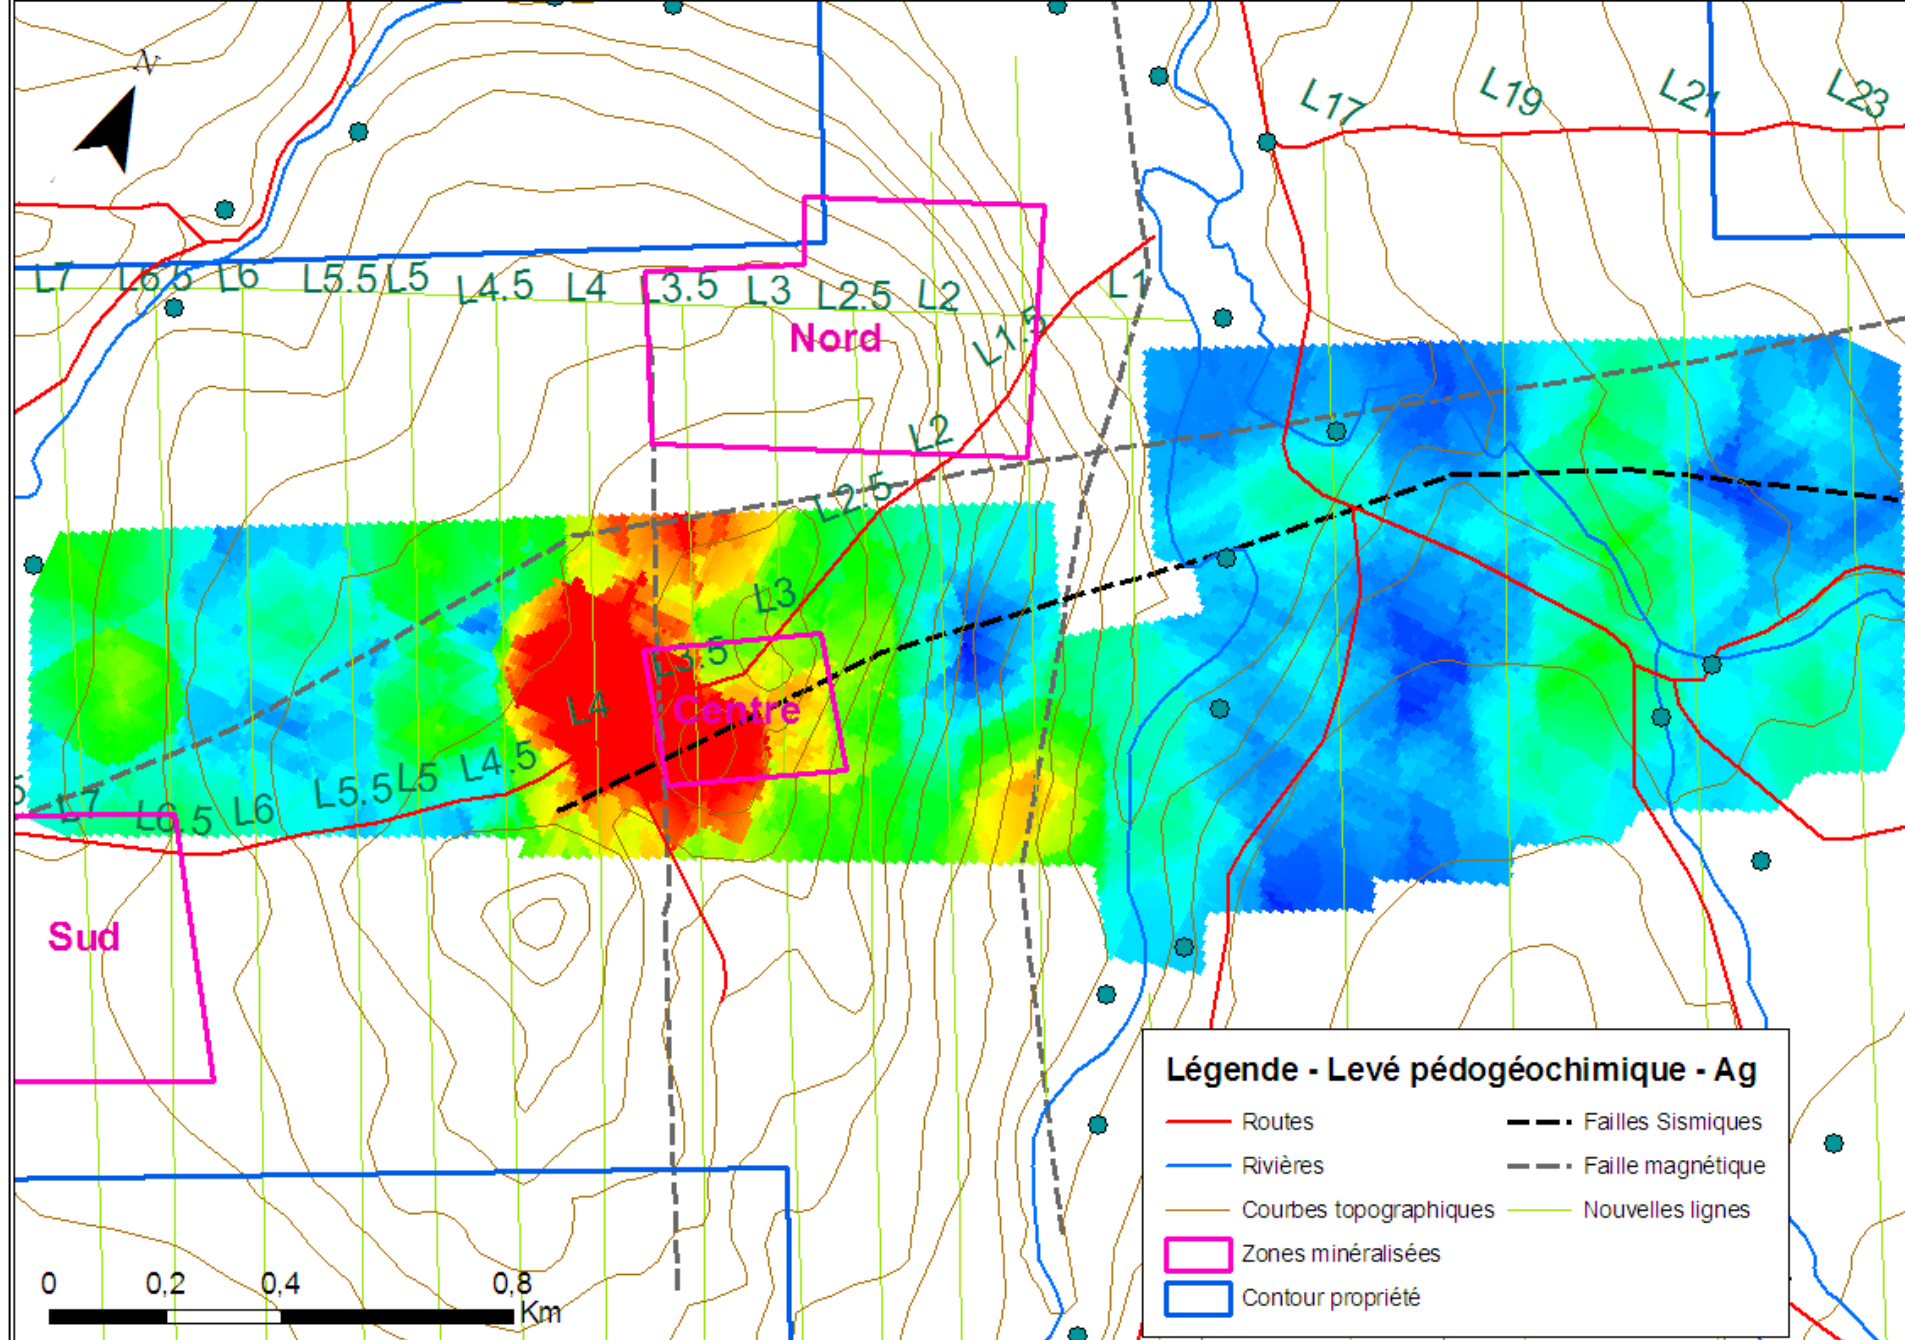 N
L17 L19 L21 L23
L7 L6.5 L6 L5.5 L5 L4.5 L4 L3.5 L3 L2.5 L2 L1
Nord
L1.5
L2
L2.5
L3
L3.5
L4
Centre
L4.5
5 L7 L6.5 L6 L5.5 L5
Sud
Légende - Levé pédogéochimique - Ag
Routes
Failles Sismiques
Rivières
Faille magnétique
Courbes topographiques
Nouvelles lignes
Zones minéralisées
Contour propriété
0 0,2 0,4 0,8
Km